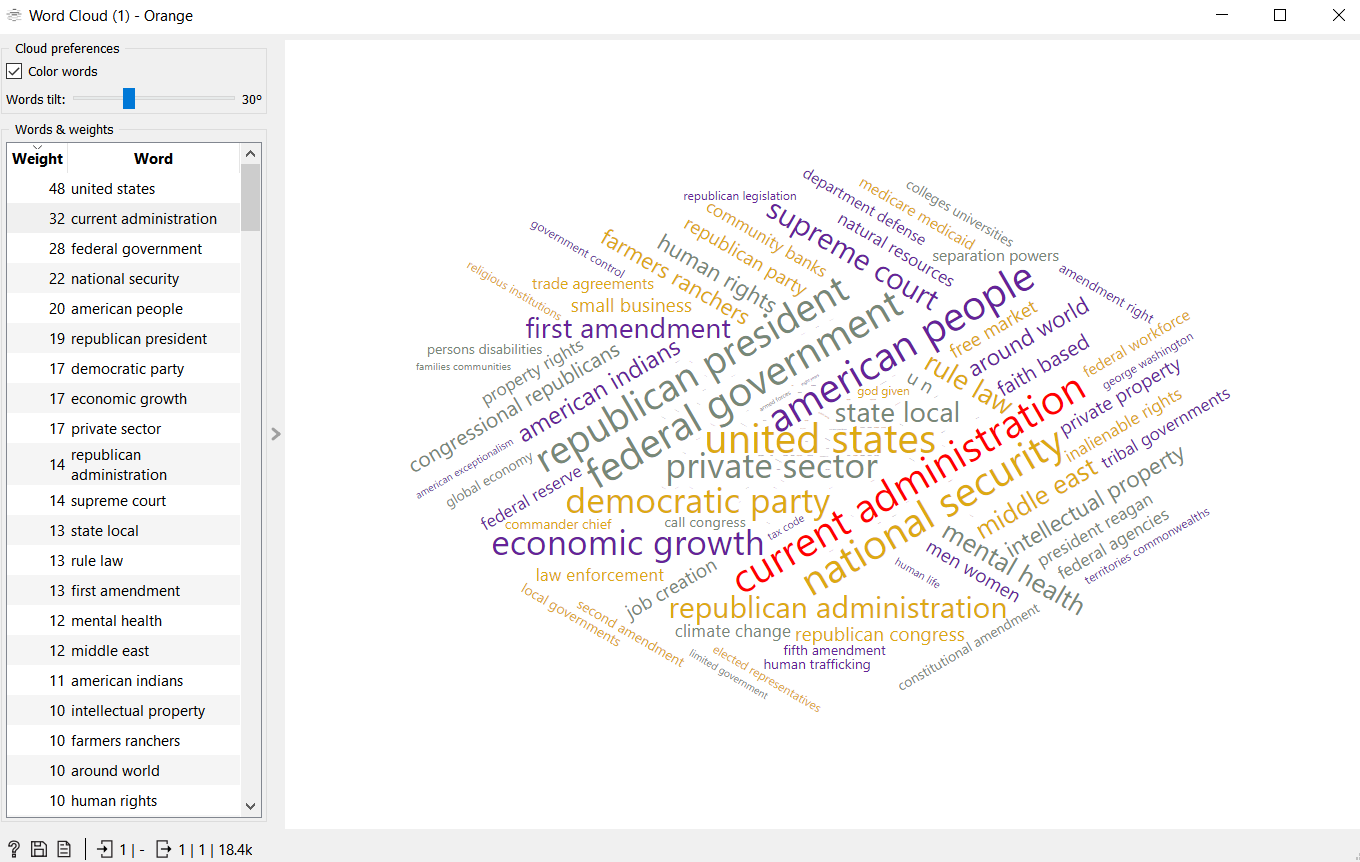 Word Cloud (1) - Orange
Cloud preferences
Color words
Words tilt: 30º
Words & weights
Weight Word
48 united states
32 current administration
28 federal government
22 national security
20 american people
19 republican president
17 democratic party
17 economic growth
17 private sector
14 republican
administration
14 supreme court
13 state local
13 rule law
13 first amendment
12 mental health
12 middle east
11 american indians
10 intellectual property
10 farmers ranchers
10 around world
10 human rights
? 1 | - 1 | 1 | 18.4k
department defense
medicare medicaid
colleges universities
republican legislation
community banks
supreme court
natural resources
government control
farmers ranchers
human rights
republican party
separation powers
religious institutions
trade agreements
small business
first amendment
republican president
federal government
american people
amendment right
free market
around world
federal workforce
persons disabilities
families communities
property rights
congressional republicans
american indians
rule law
u n
faith based
george washington
god given
armed forces
state local
private property
inalienable rights
tribal governments
united states
current administration
american exceptionalism
global economy
private sector
national security
middle east
intellectual property
federal reserve
democratic party
commander chief
call congress
tax code
president reagan
federal agencies
territories commonwealths
economic growth
mental health
men women
human life
law enforcement
job creation
local governments
second amendment
republican administration
climate change
republican congress
constitutional amendment
fifth amendment
human trafficking
limited government
elected representatives